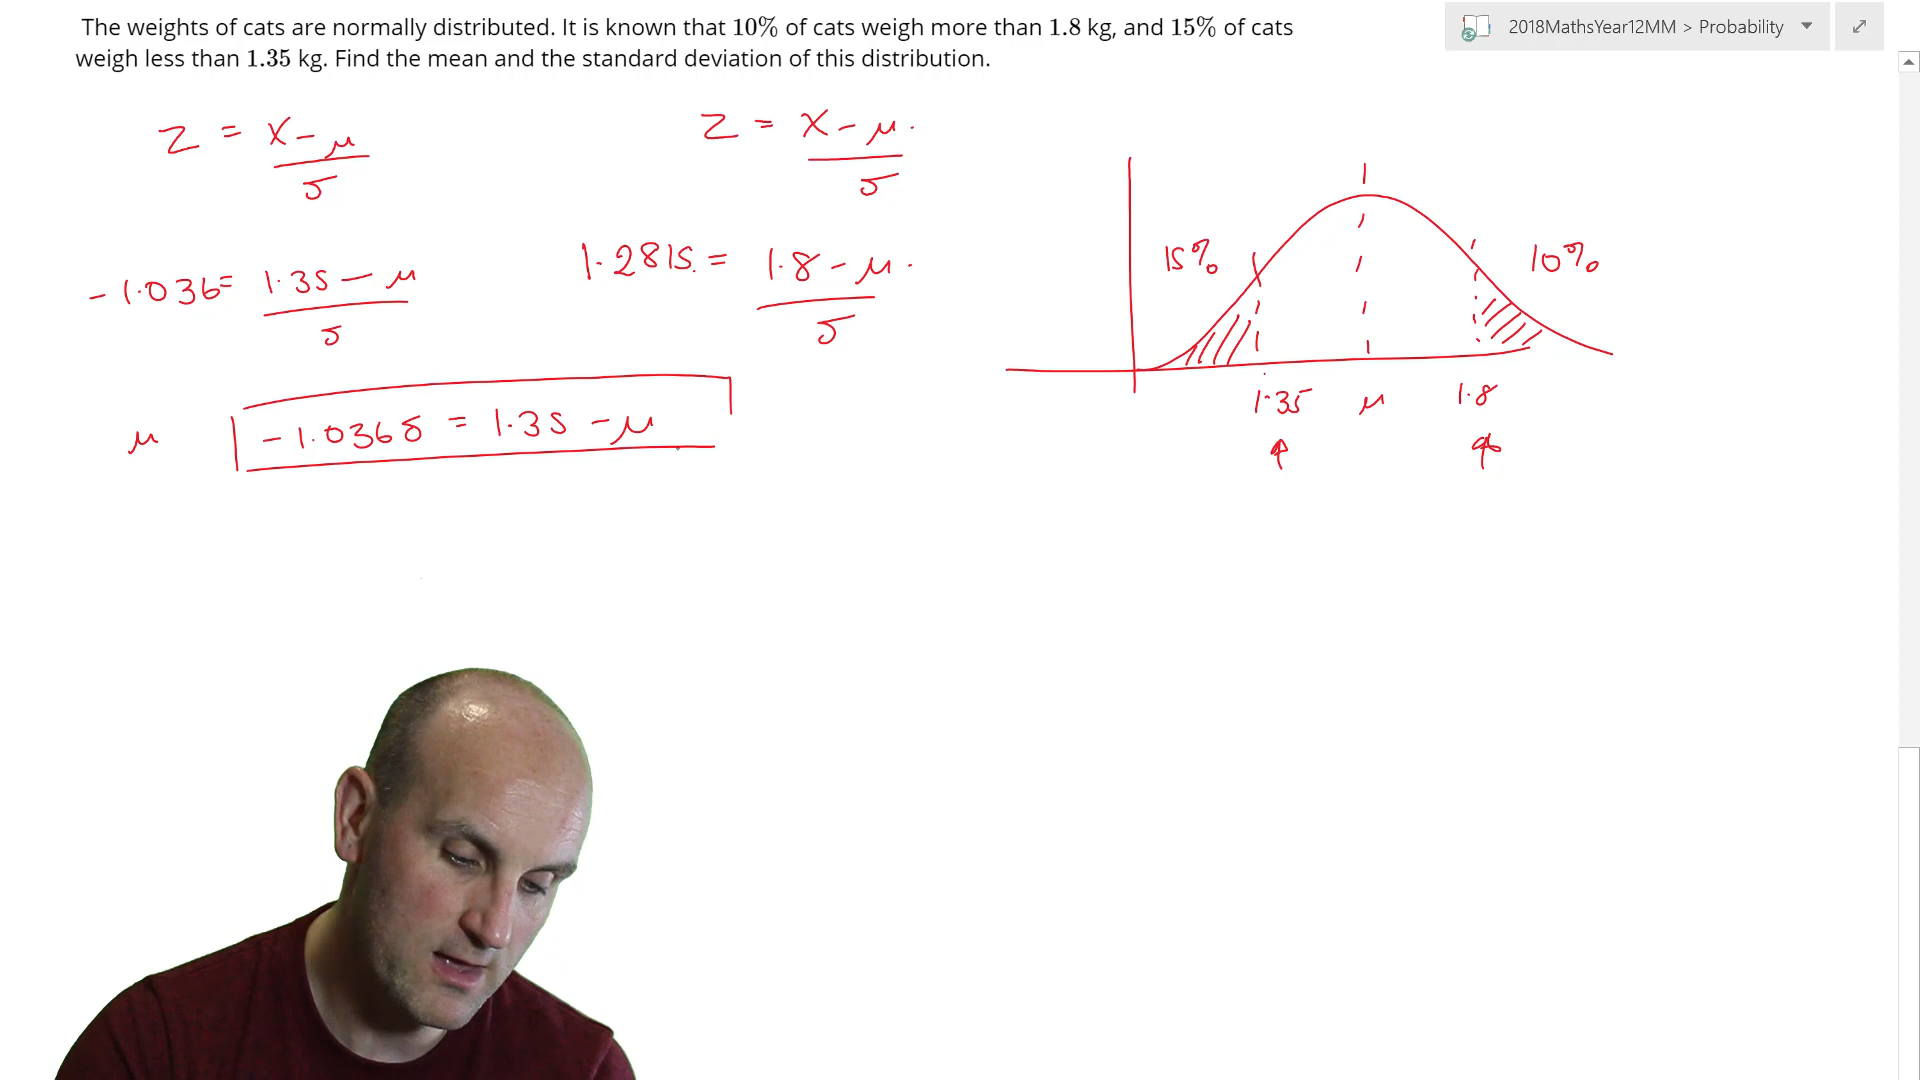 The weights of cats are normally distributed. It is known that 10% of cats weigh more than 1.8 kg, and 15% of cats
weigh less than 1.35 kg. Find the mean and the standard deviation of this distribution.
2018MathsYear12MM > Probability
Z = X - μ / σ
Z = X - μ. / σ
-1.036 = 1.35 - μ / σ
1.2815. = 1.8 - μ. / σ
μ
-1.036σ = 1.35 - μ
15%
10%
1.35 μ 1.8